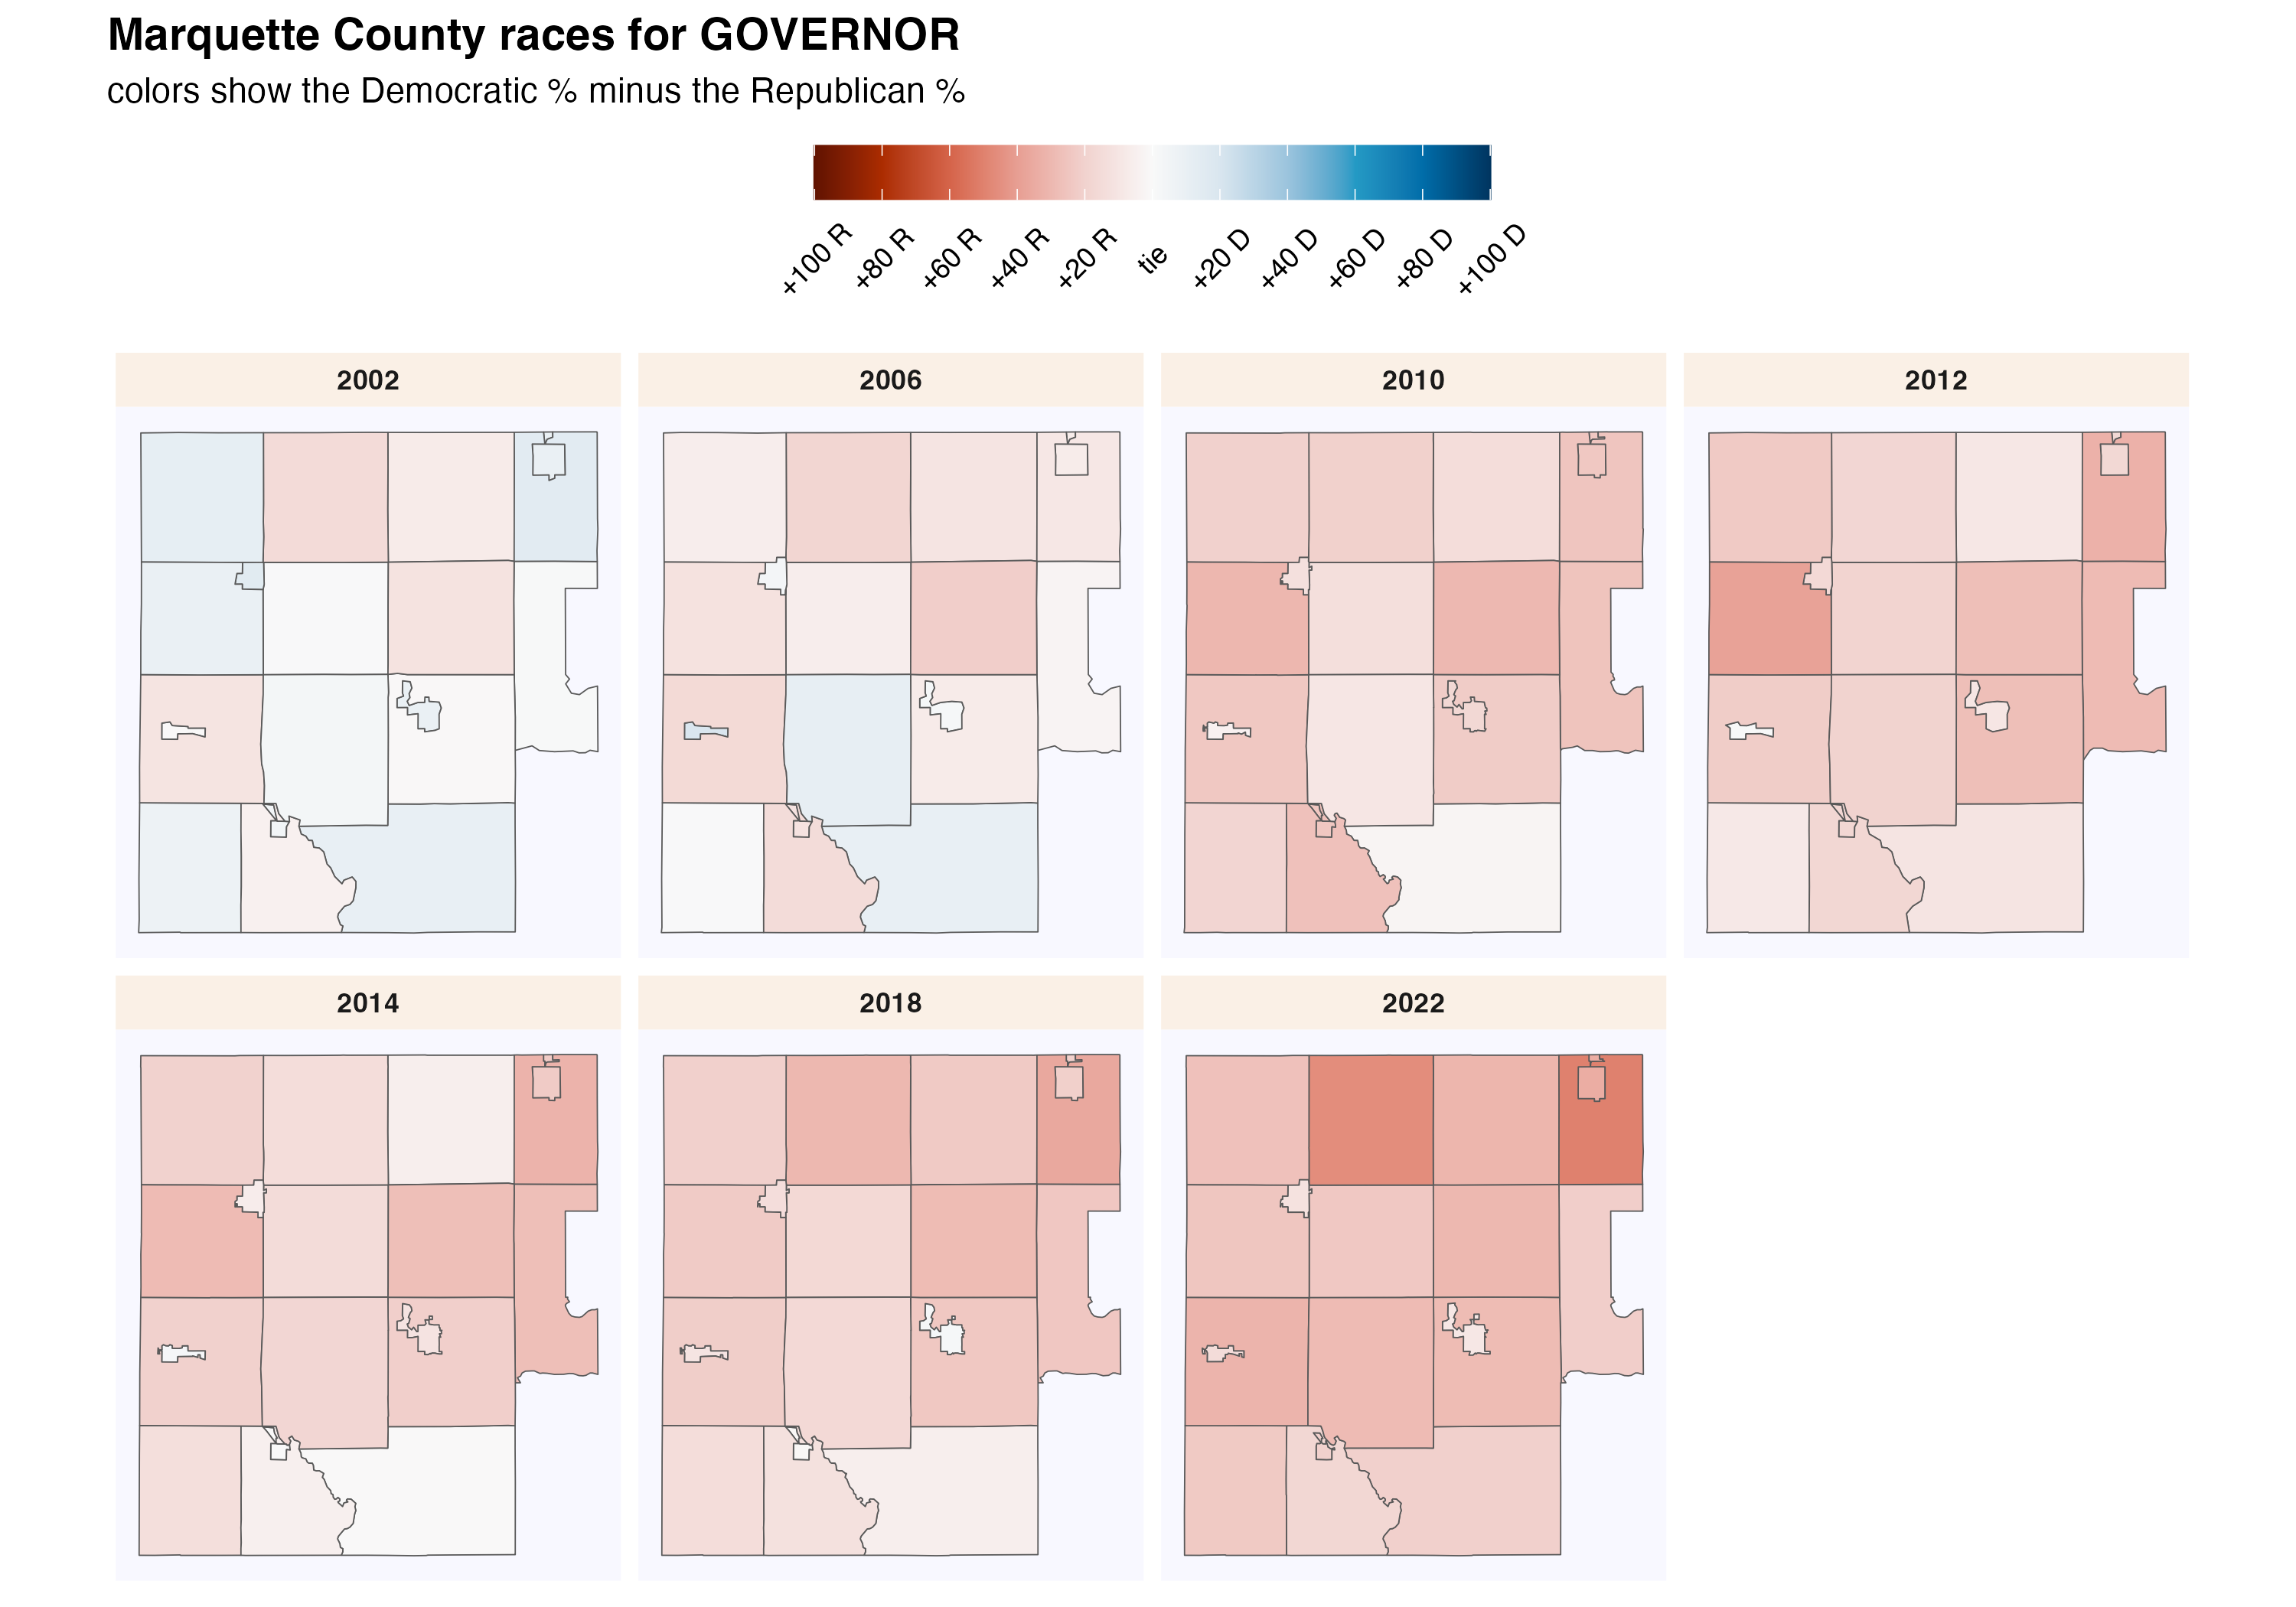 Marquette County races for GOVERNOR
colors show the Democratic % minus the Republican %
+100 R
+80 R
+60 R
+40 R
+20 R
tie
+20 D
+40 D
+60 D
+80 D
+100 D
2002
2006
2010
2012
2014
2018
2022